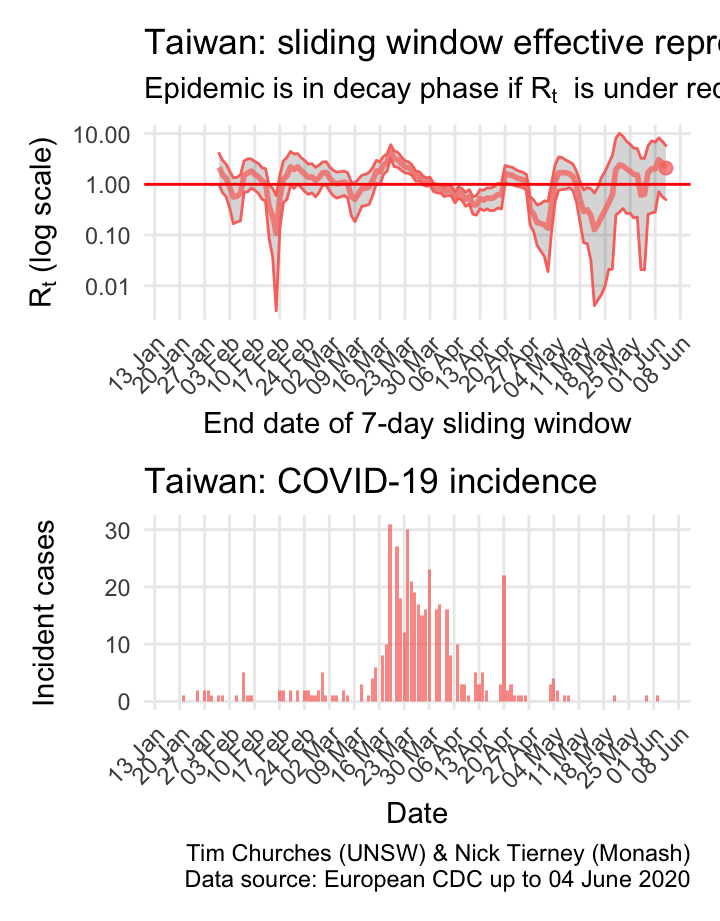 Taiwan: sliding window effective repr
Epidemic is in decay phase if Rt is under rec
Rt (log scale)
10.00
1.00
0.10
0.01
13 Jan
20 Jan
27 Jan
03 Feb
10 Feb
17 Feb
24 Feb
02 Mar
09 Mar
16 Mar
23 Mar
30 Mar
06 Apr
13 Apr
20 Apr
27 Apr
04 May
11 May
18 May
25 May
01 Jun
08 Jun
End date of 7-day sliding window
Taiwan: COVID-19 incidence
Incident cases
30
20
10
0
13 Jan
20 Jan
27 Jan
03 Feb
10 Feb
17 Feb
24 Feb
02 Mar
09 Mar
16 Mar
23 Mar
30 Mar
06 Apr
13 Apr
20 Apr
27 Apr
04 May
11 May
18 May
25 May
01 Jun
08 Jun
Date
Tim Churches (UNSW) & Nick Tierney (Monash)
Data source: European CDC up to 04 June 2020